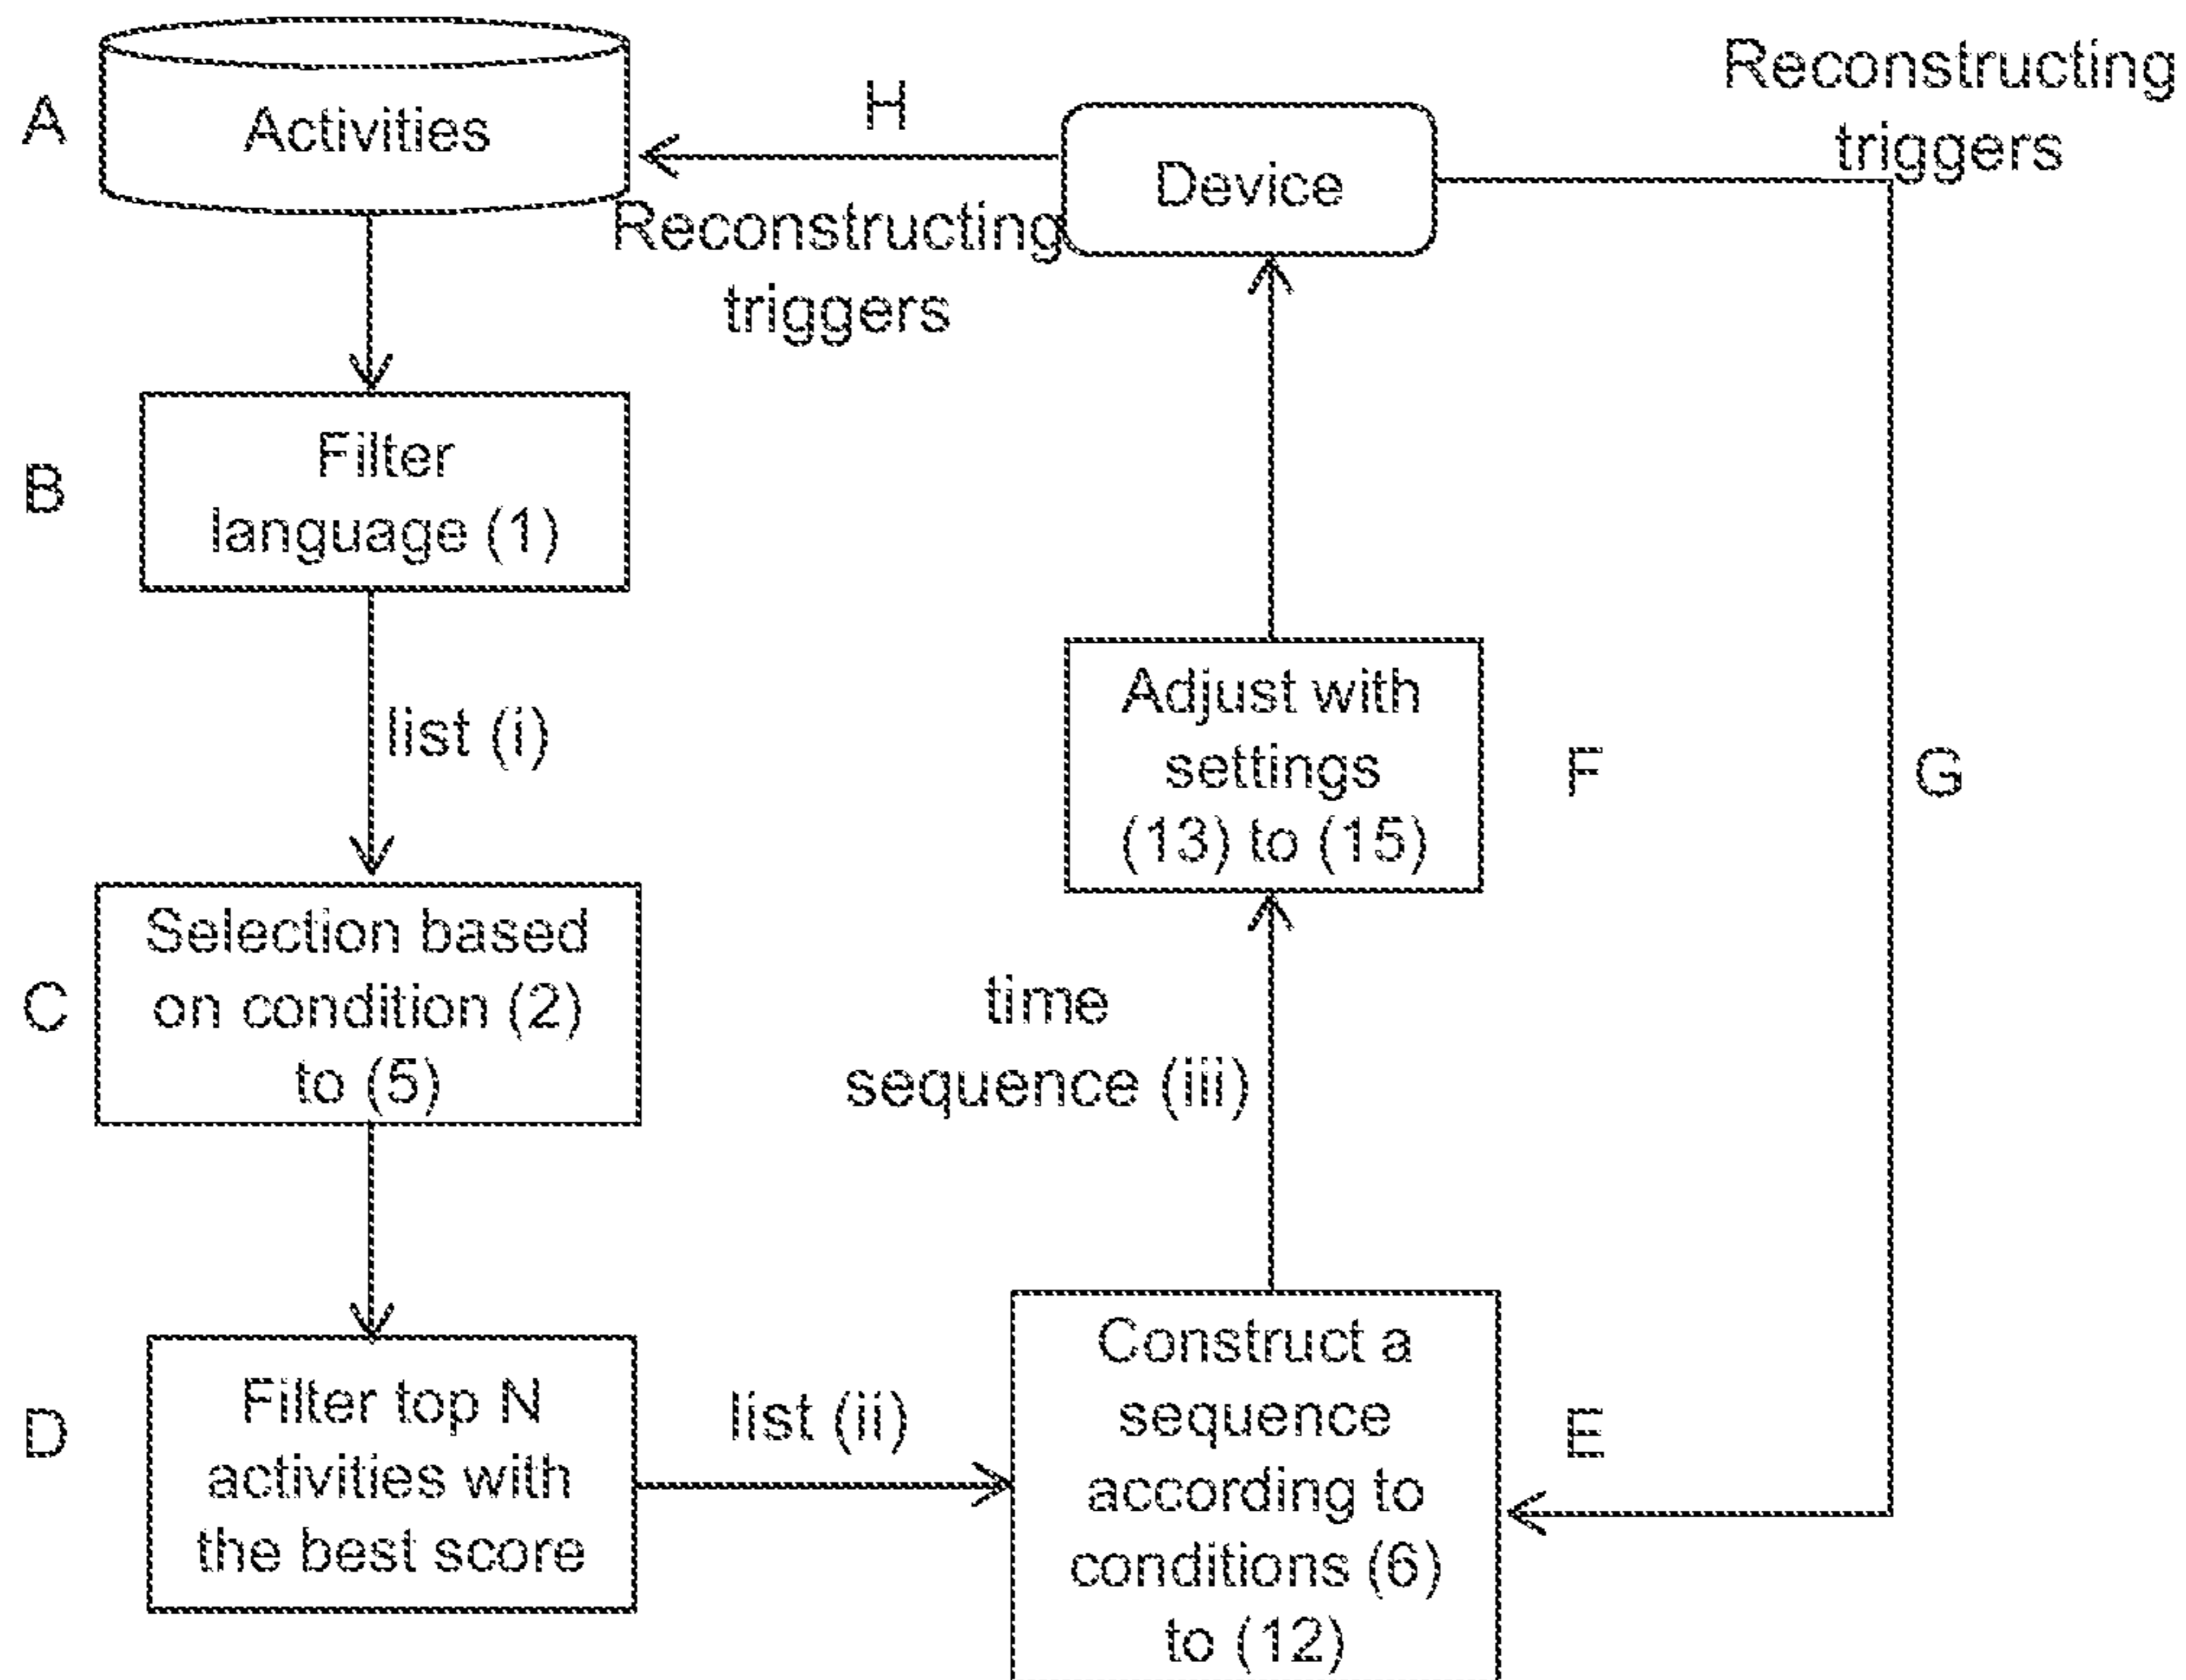 A
Activities
H
Reconstructing
triggers
Device
Reconstructing
triggers
B
Filter
language (1)
list (i)
C
Selection based
on condition (2)
to (5)
D
Filter top N
activities with
the best score
list (ii)
Construct a
sequence
according to
conditions (6)
to (12)
E
time
sequence (iii)
Adjust with
settings
(13) to (15)
F
G